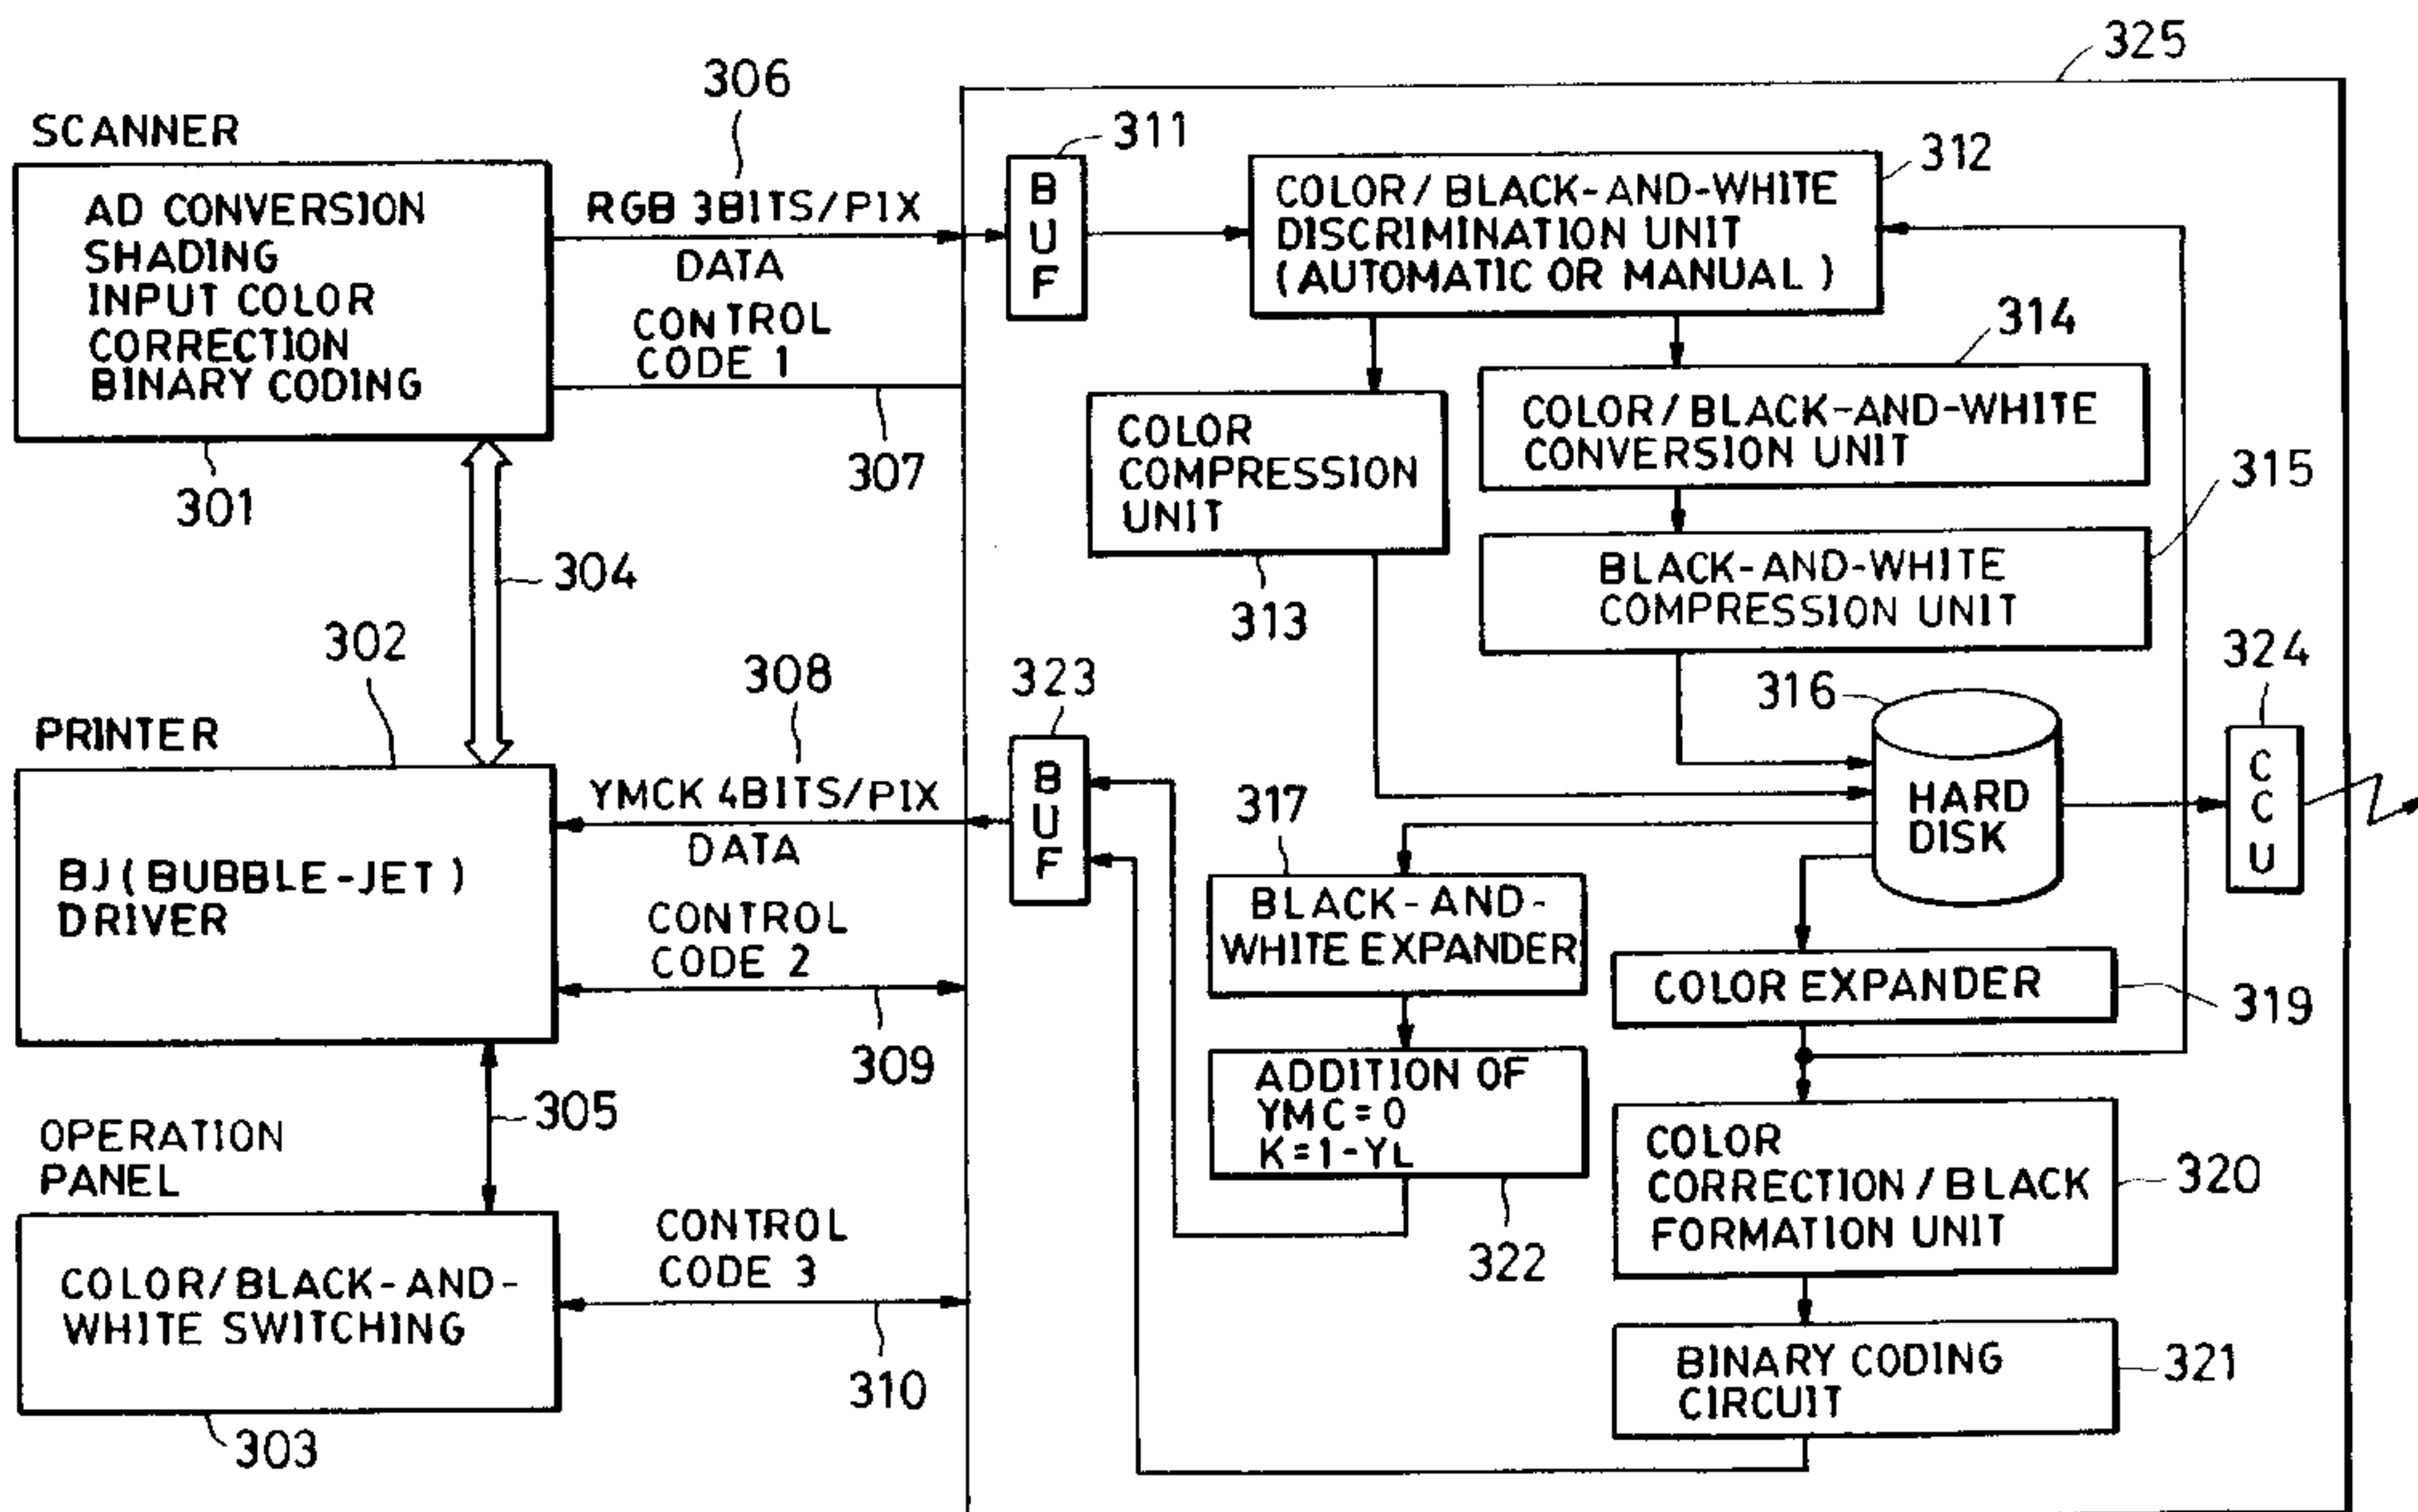 325
306
SCANNER
311
312
AD CONVERSION
SHADING
INPUT COLOR
CORRECTION
BINARY CODING
301
RGB 3BITS/PIX
DATA
CONTROL
CODE 1
307
BUF
COLOR/BLACK-AND-WHITE
DISCRIMINATION UNIT
(AUTOMATIC OR MANUAL)
314
COLOR
COMPRESSION
UNIT
313
COLOR/BLACK-AND-WHITE
CONVERSION UNIT
315
BLACK-AND-WHITE
COMPRESSION UNIT
304
302
308
323
316
324
PRINTER
BJ(BUBBLE-JET)
DRIVER
YMCK 4BITS/PIX
DATA
CONTROL
CODE 2
309
BUF
317
HARD
DISK
CCU
BLACK-AND-
WHITE EXPANDER
COLOR EXPANDER
319
305
OPERATION
PANEL
ADDITION OF
YMC=0
K=1-YL
322
COLOR
CORRECTION/BLACK
FORMATION UNIT
320
COLOR/BLACK-AND-
WHITE SWITCHING
303
CONTROL
CODE 3
310
BINARY CODING
CIRCUIT
321